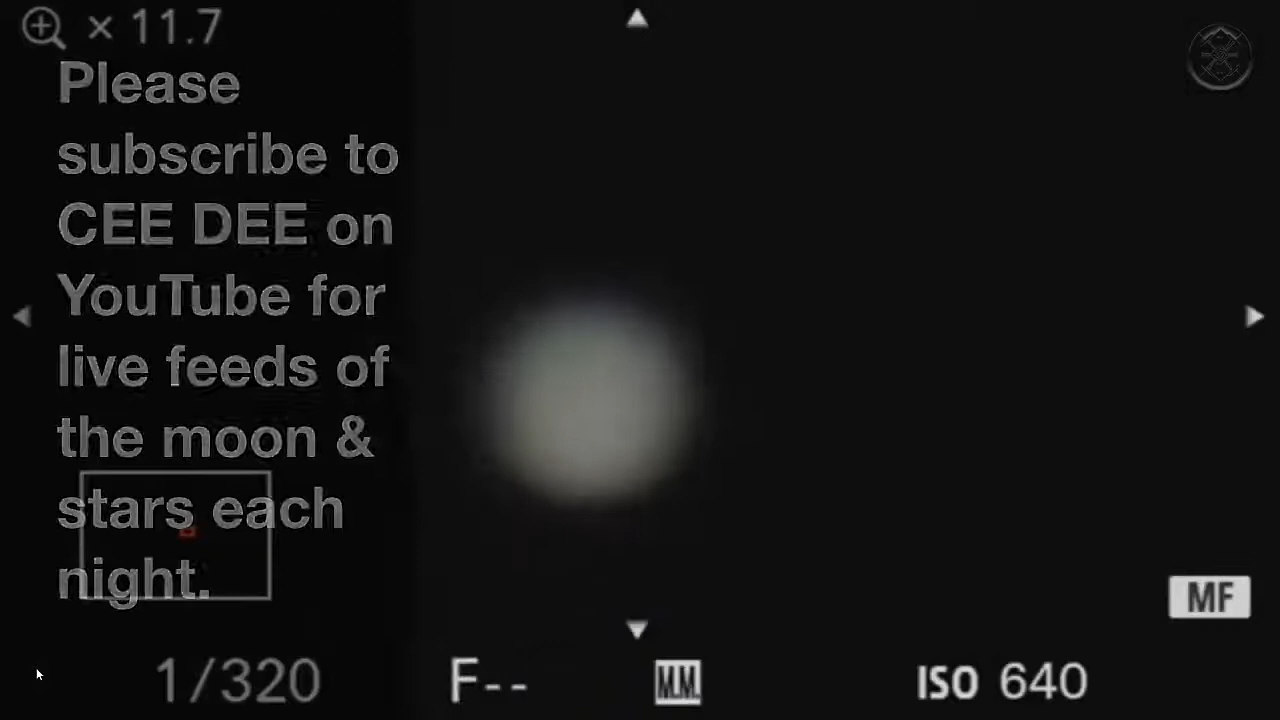 × 11.7
Please
subscribe to
CEE DEE on
YouTube for
live feeds of
the moon &
stars each
night.
MF
1/320 F-- M.M. ISO 640